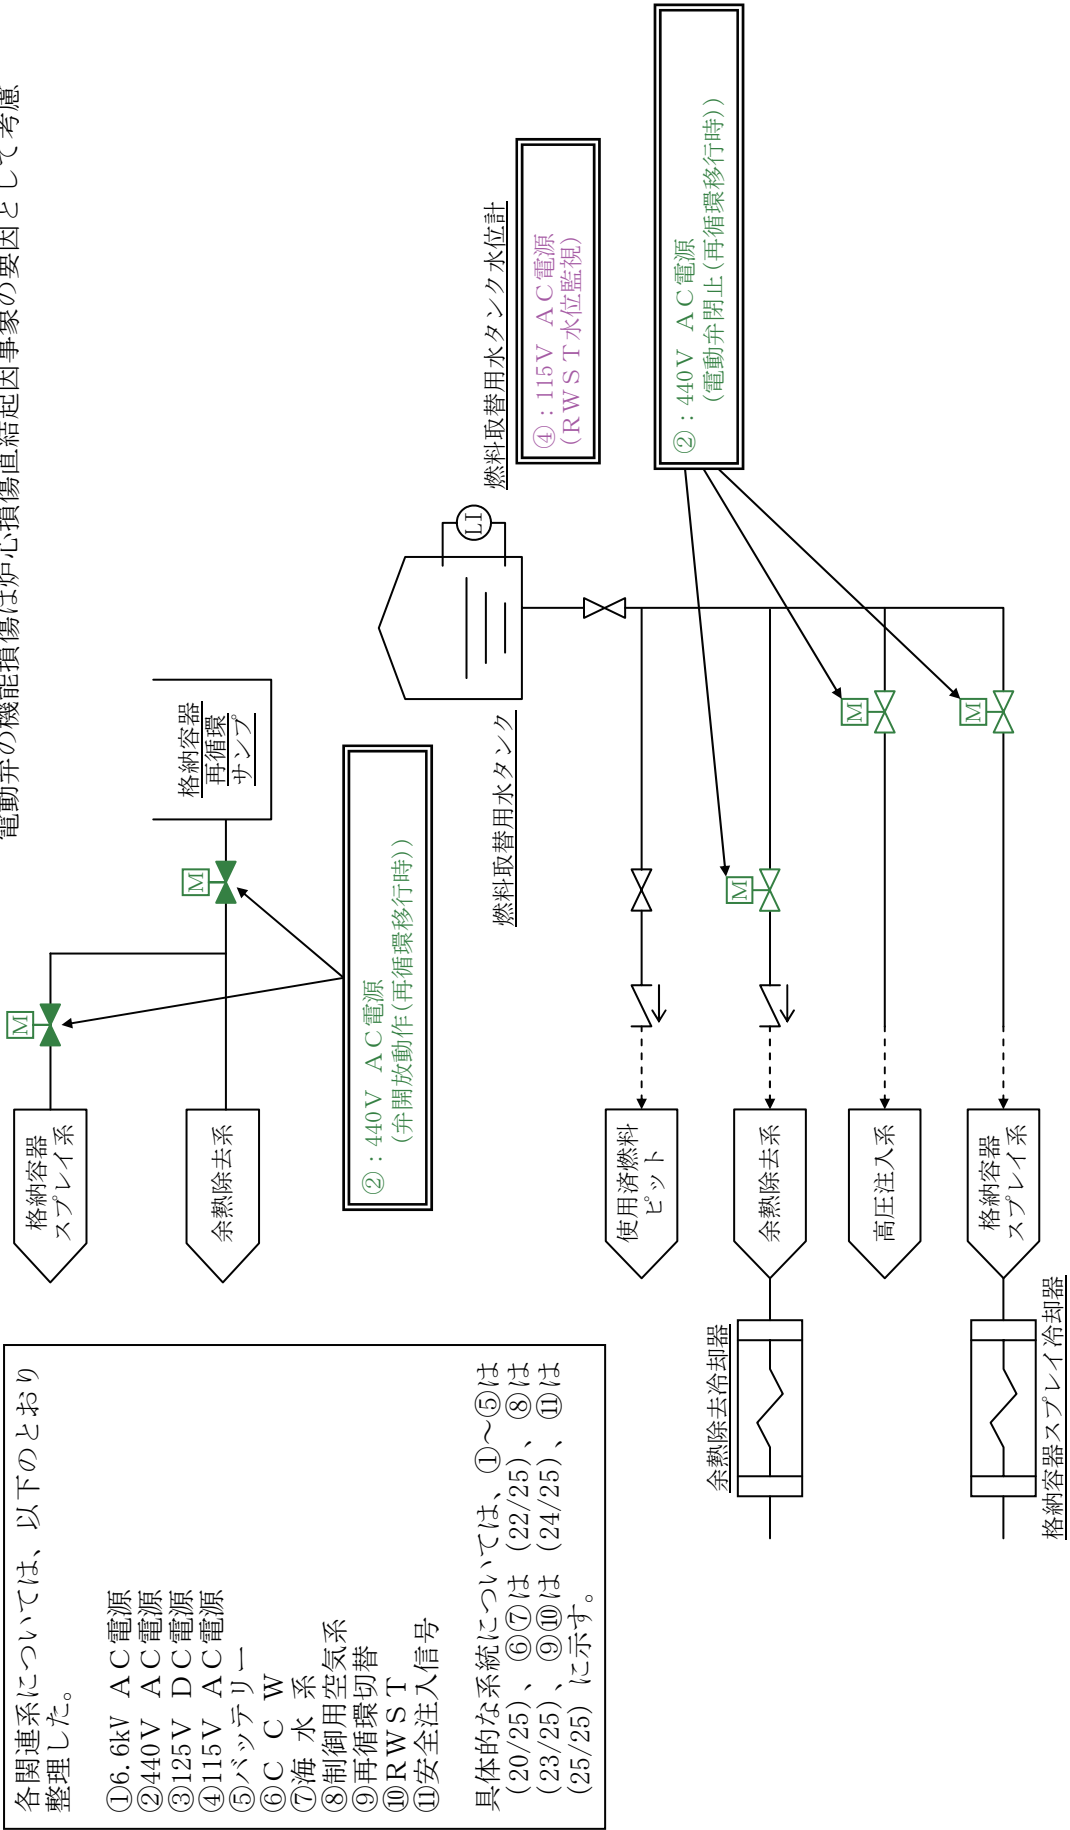 電動弁の機能損傷は炉心損傷直結起因事象の要因として考慮
各関連系については、以下のとおり
整理した。
①6.6kV AC電源
②440V AC電源
③125V DC電源
④115V AC電源
⑤バッテリー
⑥C C W
⑦海 水 系
⑧制御用空気系
⑨再循環切替
⑩RWST
⑪安全注入信号
具体的な系統については、①～⑤は
(20/25)、⑥⑦は (22/25)、⑧は
(23/25)、⑨⑩は (24/25)、⑪は
(25/25) に示す。
格納容器
スプレイ系
M
余熱除去系
M
格納容器
再循環
サンプ
②：440V AC電源
(弁開放動作(再循環移行時))
燃料取替用水タンク
LI
燃料取替用水タンク水位計
④：115V AC電源
(RWST水位監視)
②：440V AC電源
(電動弁閉止(再循環移行時))
使用済燃料
ピット
余熱除去冷却器
余熱除去系
M
高圧注入系
M
格納容器
スプレイ系
M
格納容器スプレイ冷却器